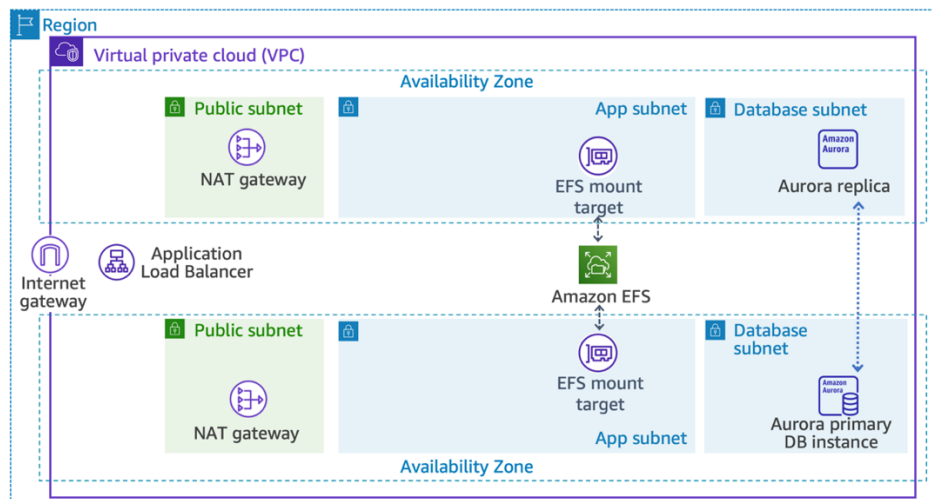 Region
Virtual private cloud (VPC)
Availability Zone
Public subnet
App subnet
Database subnet
NAT gateway
EFS mount
target
Amazon
Aurora
Aurora replica
Internet
gateway
Application
Load Balancer
Amazon EFS
Public subnet
Database
subnet
NAT gateway
EFS mount
target
App subnet
Amazon
Aurora
Aurora primary
DB instance
Availability Zone